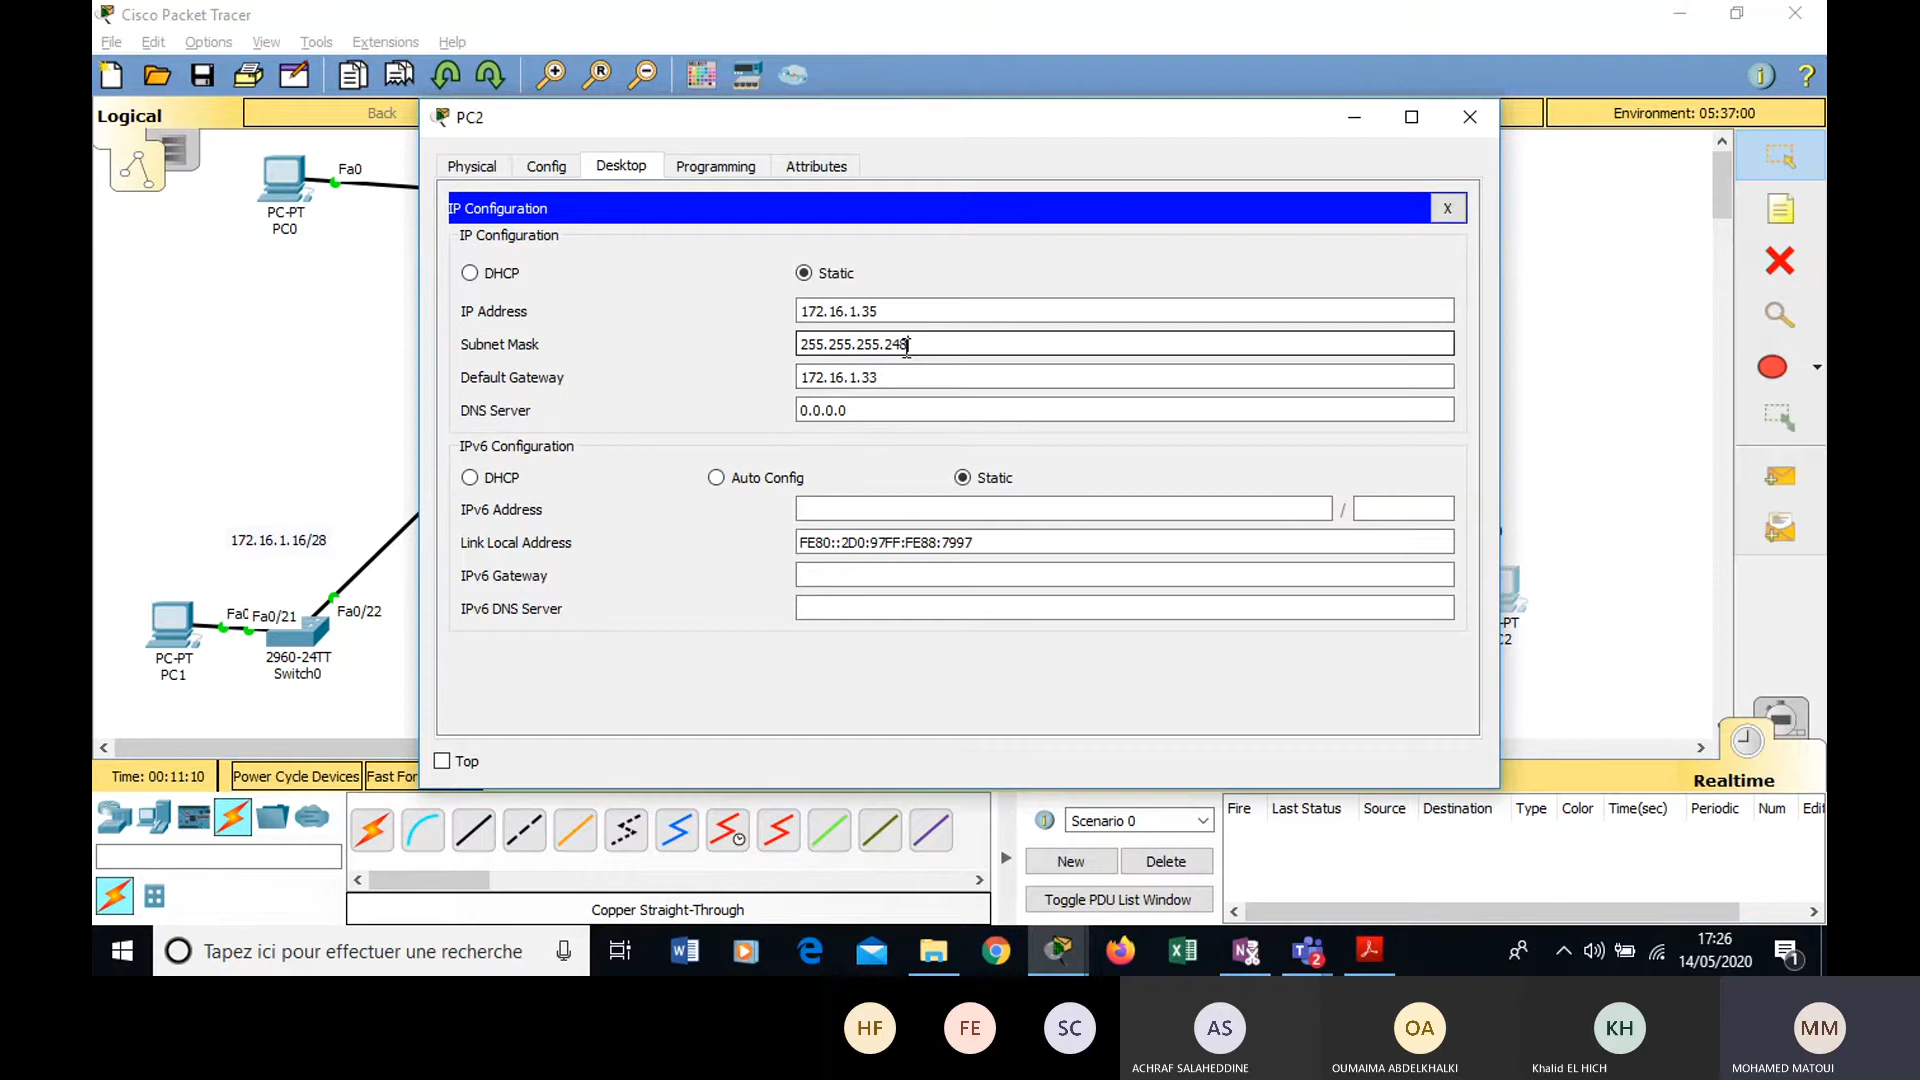 Cisco Packet Tracer
File Edit Options View Tools Extensions Help
Logical
Back
Environment: 05:37:00
PC2
Physical Config Desktop Programming Attributes
IP Configuration
X
IP Configuration
DHCP
Static
IP Address
172.16.1.35
Subnet Mask
255.255.255.248
Default Gateway
172.16.1.33
DNS Server
0.0.0.0
IPv6 Configuration
DHCP
Auto Config
Static
IPv6 Address
/
Link Local Address
FE80::2D0:97FF:FE88:7997
IPv6 Gateway
IPv6 DNS Server
Top
Fa0
PC-PT
PC0
172.16.1.16/28
Fa0/21
Fa0/22
PC-PT
PC1
2960-24TT
Switch0
Time: 00:11:10
Power Cycle Devices
Fast For
Realtime
Copper Straight-Through
Scenario 0
New
Delete
Toggle PDU List Window
Fire Last Status Source Destination Type Color Time(sec) Periodic Num Edit
Tapez ici pour effectuer une recherche
2
17:26
14/05/2020
1
HF
FE
SC
AS
OA
KH
MM
ACHRAF SALAHEDDINE
OUMAIMA ABDELKHALKI
Khalid EL HICH
MOHAMED MATOUI